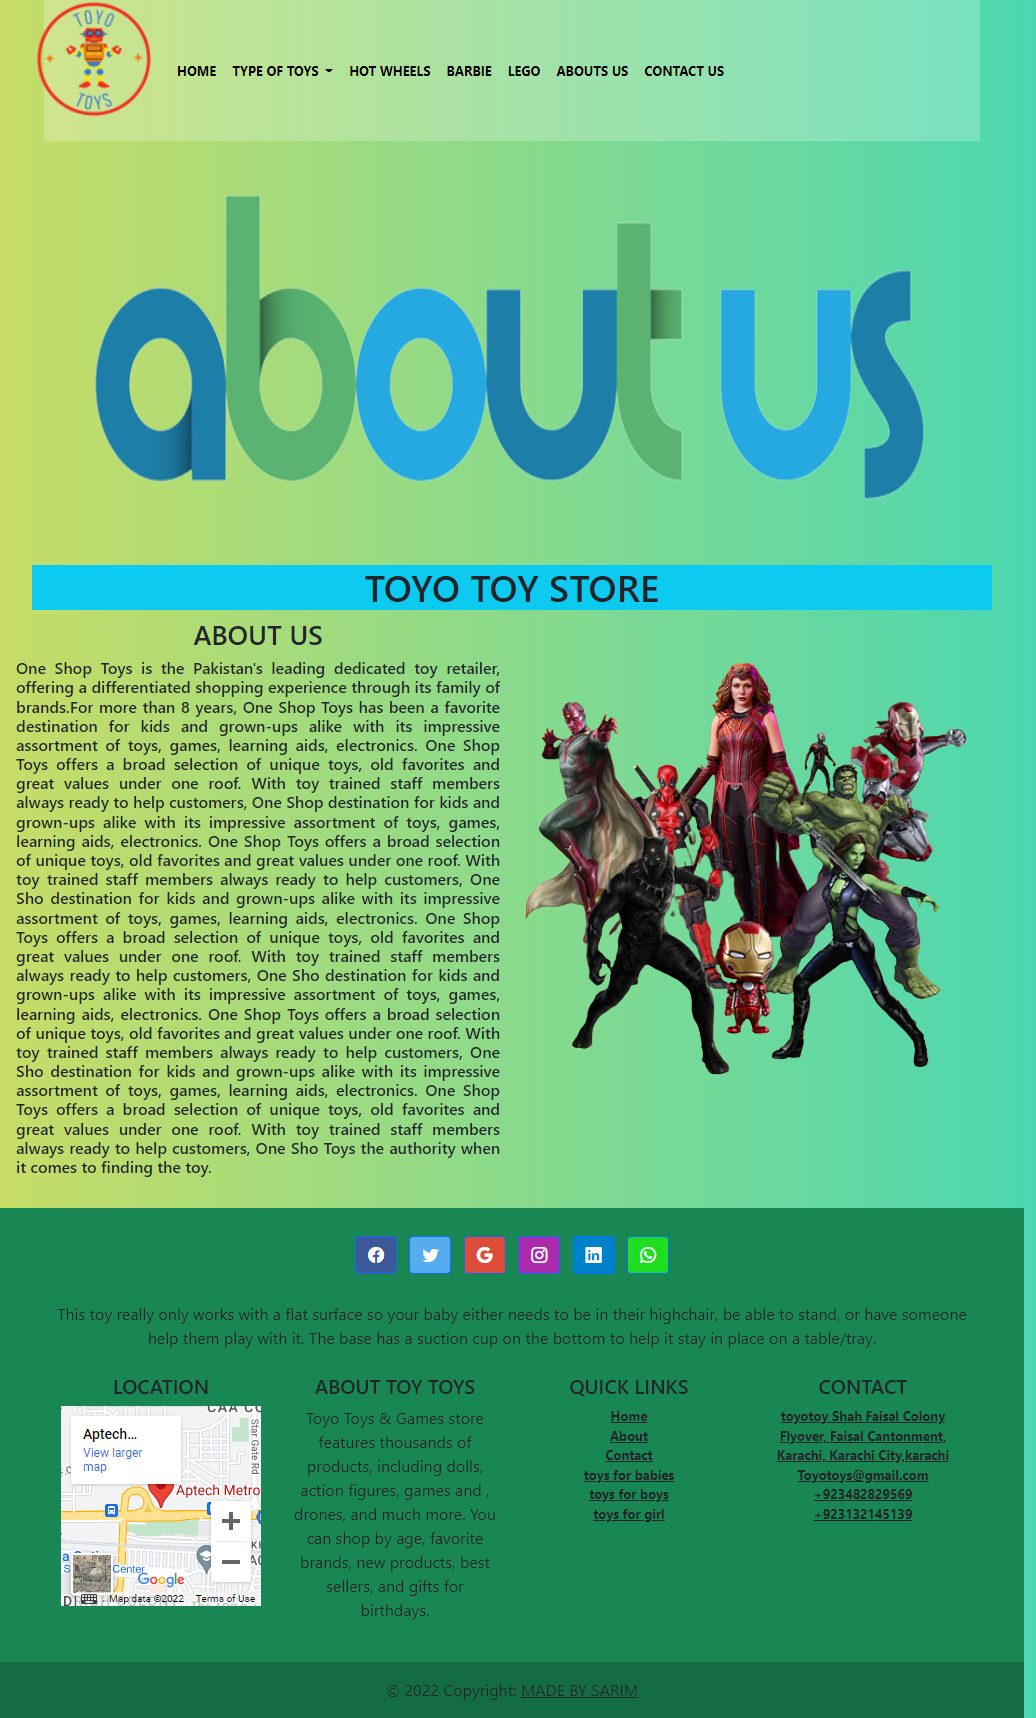 TOYO
TOYS
HOME TYPE OF TOYS HOT WHEELS BARBIE LEGO ABOUTS US CONTACT US
about us
TOYO TOY STORE
ABOUT US
One Shop Toys is the Pakistan's leading dedicated toy retailer,
offering a differentiated shopping experience through its family of
brands.For more than 8 years, One Shop Toys has been a favorite
destination for kids and grown-ups alike with its impressive
assortment of toys, games, learning aids, electronics. One Shop
Toys offers a broad selection of unique toys, old favorites and
great values under one roof. With toy trained staff members
always ready to help customers, One Shop destination for kids and
grown-ups alike with its impressive assortment of toys, games,
learning aids, electronics. One Shop Toys offers a broad selection
of unique toys, old favorites and great values under one roof. With
toy trained staff members always ready to help customers, One
Sho destination for kids and grown-ups alike with its impressive
assortment of toys, games, learning aids, electronics. One Shop
Toys offers a broad selection of unique toys, old favorites and
great values under one roof. With toy trained staff members
always ready to help customers, One Sho destination for kids and
grown-ups alike with its impressive assortment of toys, games,
learning aids, electronics. One Shop Toys offers a broad selection
of unique toys, old favorites and great values under one roof. With
toy trained staff members always ready to help customers, One
Sho destination for kids and grown-ups alike with its impressive
assortment of toys, games, learning aids, electronics. One Shop
Toys offers a broad selection of unique toys, old favorites and
great values under one roof. With toy trained staff members
always ready to help customers, One Sho Toys the authority when
it comes to finding the toy.
This toy really only works with a flat surface so your baby either needs to be in their highchair, be able to stand, or have someone
help them play with it. The base has a suction cup on the bottom to help it stay in place on a table/tray.
LOCATION
CAA CO
Aptech...
View larger
map
Star Gate Rd
Aptech Metro
Center
Google
Map data ©2022 Terms of Use
ABOUT TOY TOYS
Toyo Toys & Games store
features thousands of
products, including dolls,
action figures, games and ,
drones, and much more. You
can shop by age, favorite
brands, new products, best
sellers, and gifts for
birthdays.
QUICK LINKS
Home
About
Contact
toys for babies
toys for boys
toys for girl
CONTACT
toyotoy Shah Faisal Colony
Flyover, Faisal Cantonment,
Karachi, Karachi City,karachi
Toyotoys@gmail.com
+923482829569
+923132145139
© 2022 Copyright: MADE BY SARIM